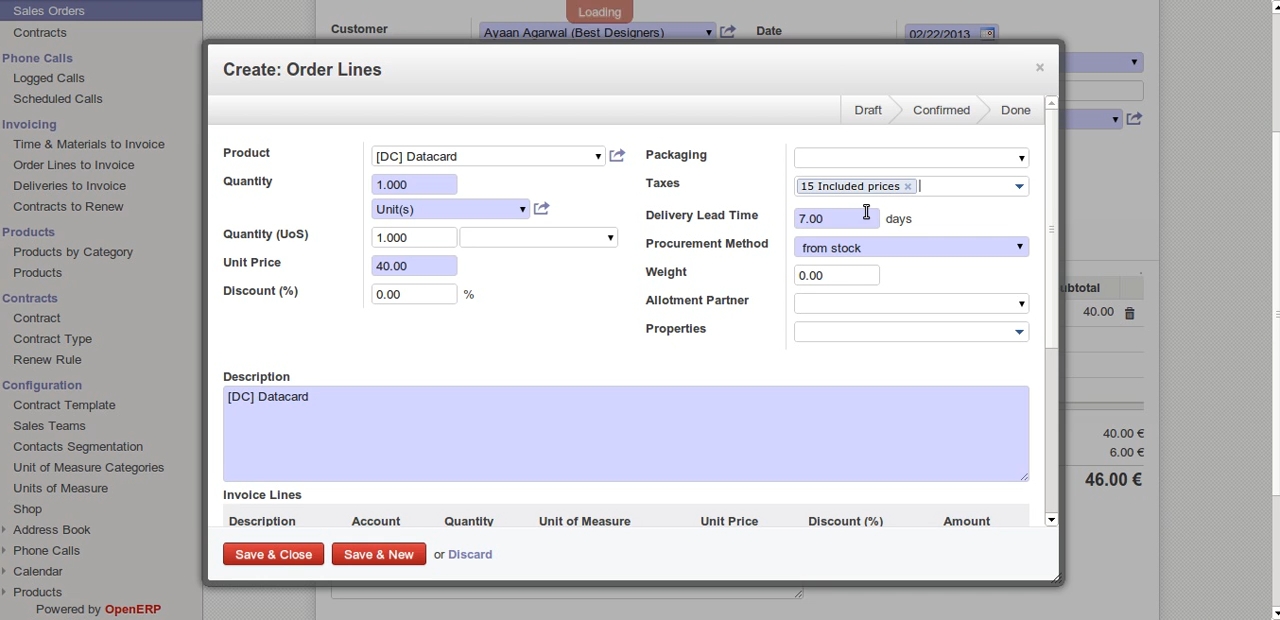 Sales Orders
Contracts
Phone Calls
Logged Calls
Scheduled Calls
Invoicing
Time & Materials to Invoice
Order Lines to Invoice
Deliveries to Invoice
Contracts to Renew
Products
Products by Category
Products
Contracts
Contract
Contract Type
Renew Rule
Configuration
Contract Template
Sales Teams
Contacts Segmentation
Unit of Measure Categories
Units of Measure
Shop
Address Book
Phone Calls
Calendar
Products
Powered by OpenERP
Loading
Customer
Ayaan Agarwal (Best Designers)
Date
02/22/2013
Create: Order Lines
×
Draft
Confirmed
Done
Product
[DC] Datacard
Quantity
1.000
Unit(s)
Quantity (UoS)
1.000
Unit Price
40.00
Discount (%)
0.00 %
Packaging
Taxes
15 Included prices ×
Delivery Lead Time
7.00 days
Procurement Method
from stock
Weight
0.00
Allotment Partner
Properties
Description
[DC] Datacard
Invoice Lines
Description Account Quantity Unit of Measure Unit Price Discount (%) Amount
Save & Close Save & New or Discard
ubtotal
40.00
40.00 €
6.00 €
46.00 €